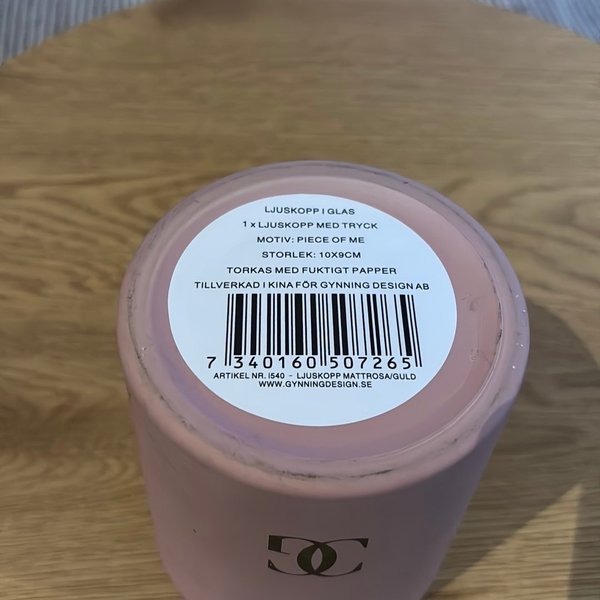 LJUSKOPP I GLAS
1 x LJUSKOPP MED TRYCK
MOTIV: PIECE OF ME
STORLEK: 10X9CM
TORKAS MED FUKTIGT PAPPER
TILLVERKAD I KINA FÖR GYNNING DESIGN AB
7 340160 507265
ARTIKEL NR. i540 - LJUSKOPP MATTROSA/GULD
WWW.GYNNINGDESIGN.SE